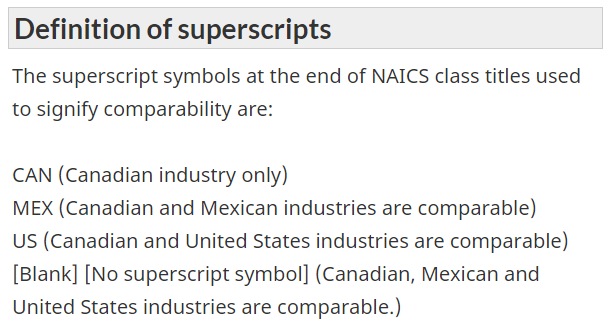 Definition of superscripts
The superscript symbols at the end of NAICS class titles used
to signify comparability are:
CAN (Canadian industry only)
MEX (Canadian and Mexican industries are comparable)
US (Canadian and United States industries are comparable)
[Blank] [No superscript symbol] (Canadian, Mexican and
United States industries are comparable.)